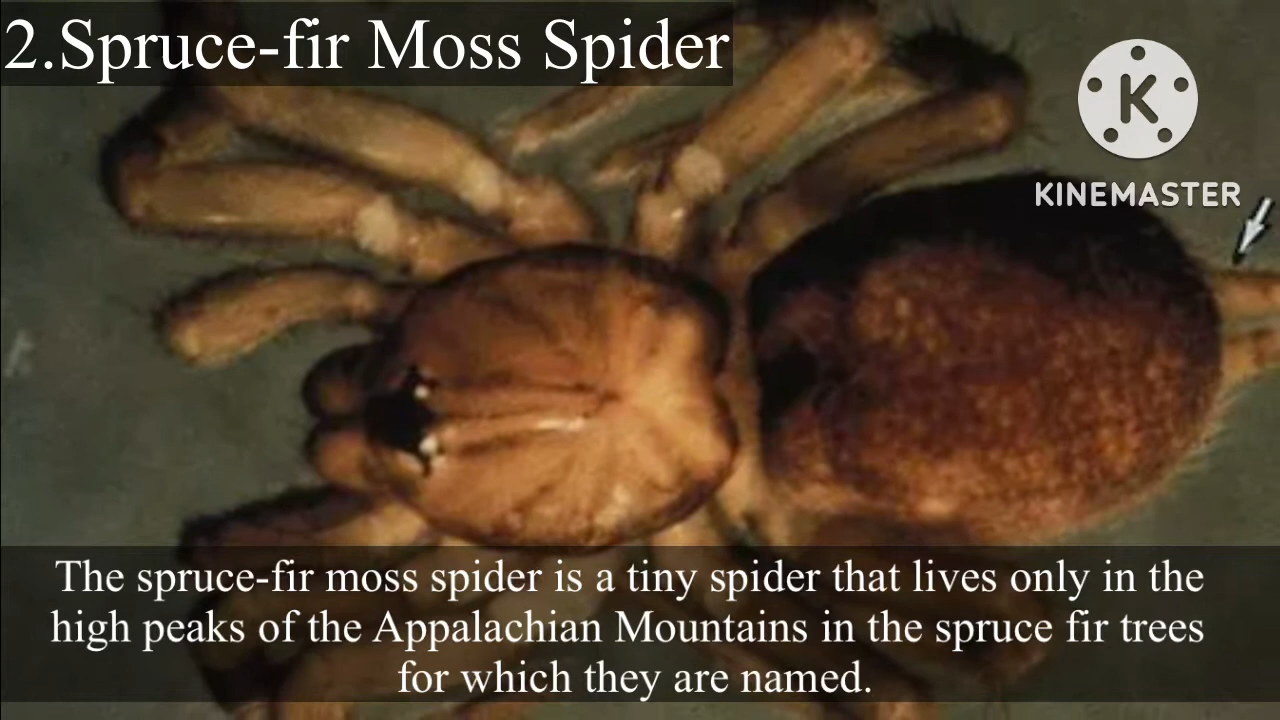 2.Spruce-fir Moss Spider
K
KINEMASTER
The spruce-fir moss spider is a tiny spider that lives only in the
high peaks of the Appalachian Mountains in the spruce fir trees
for which they are named.